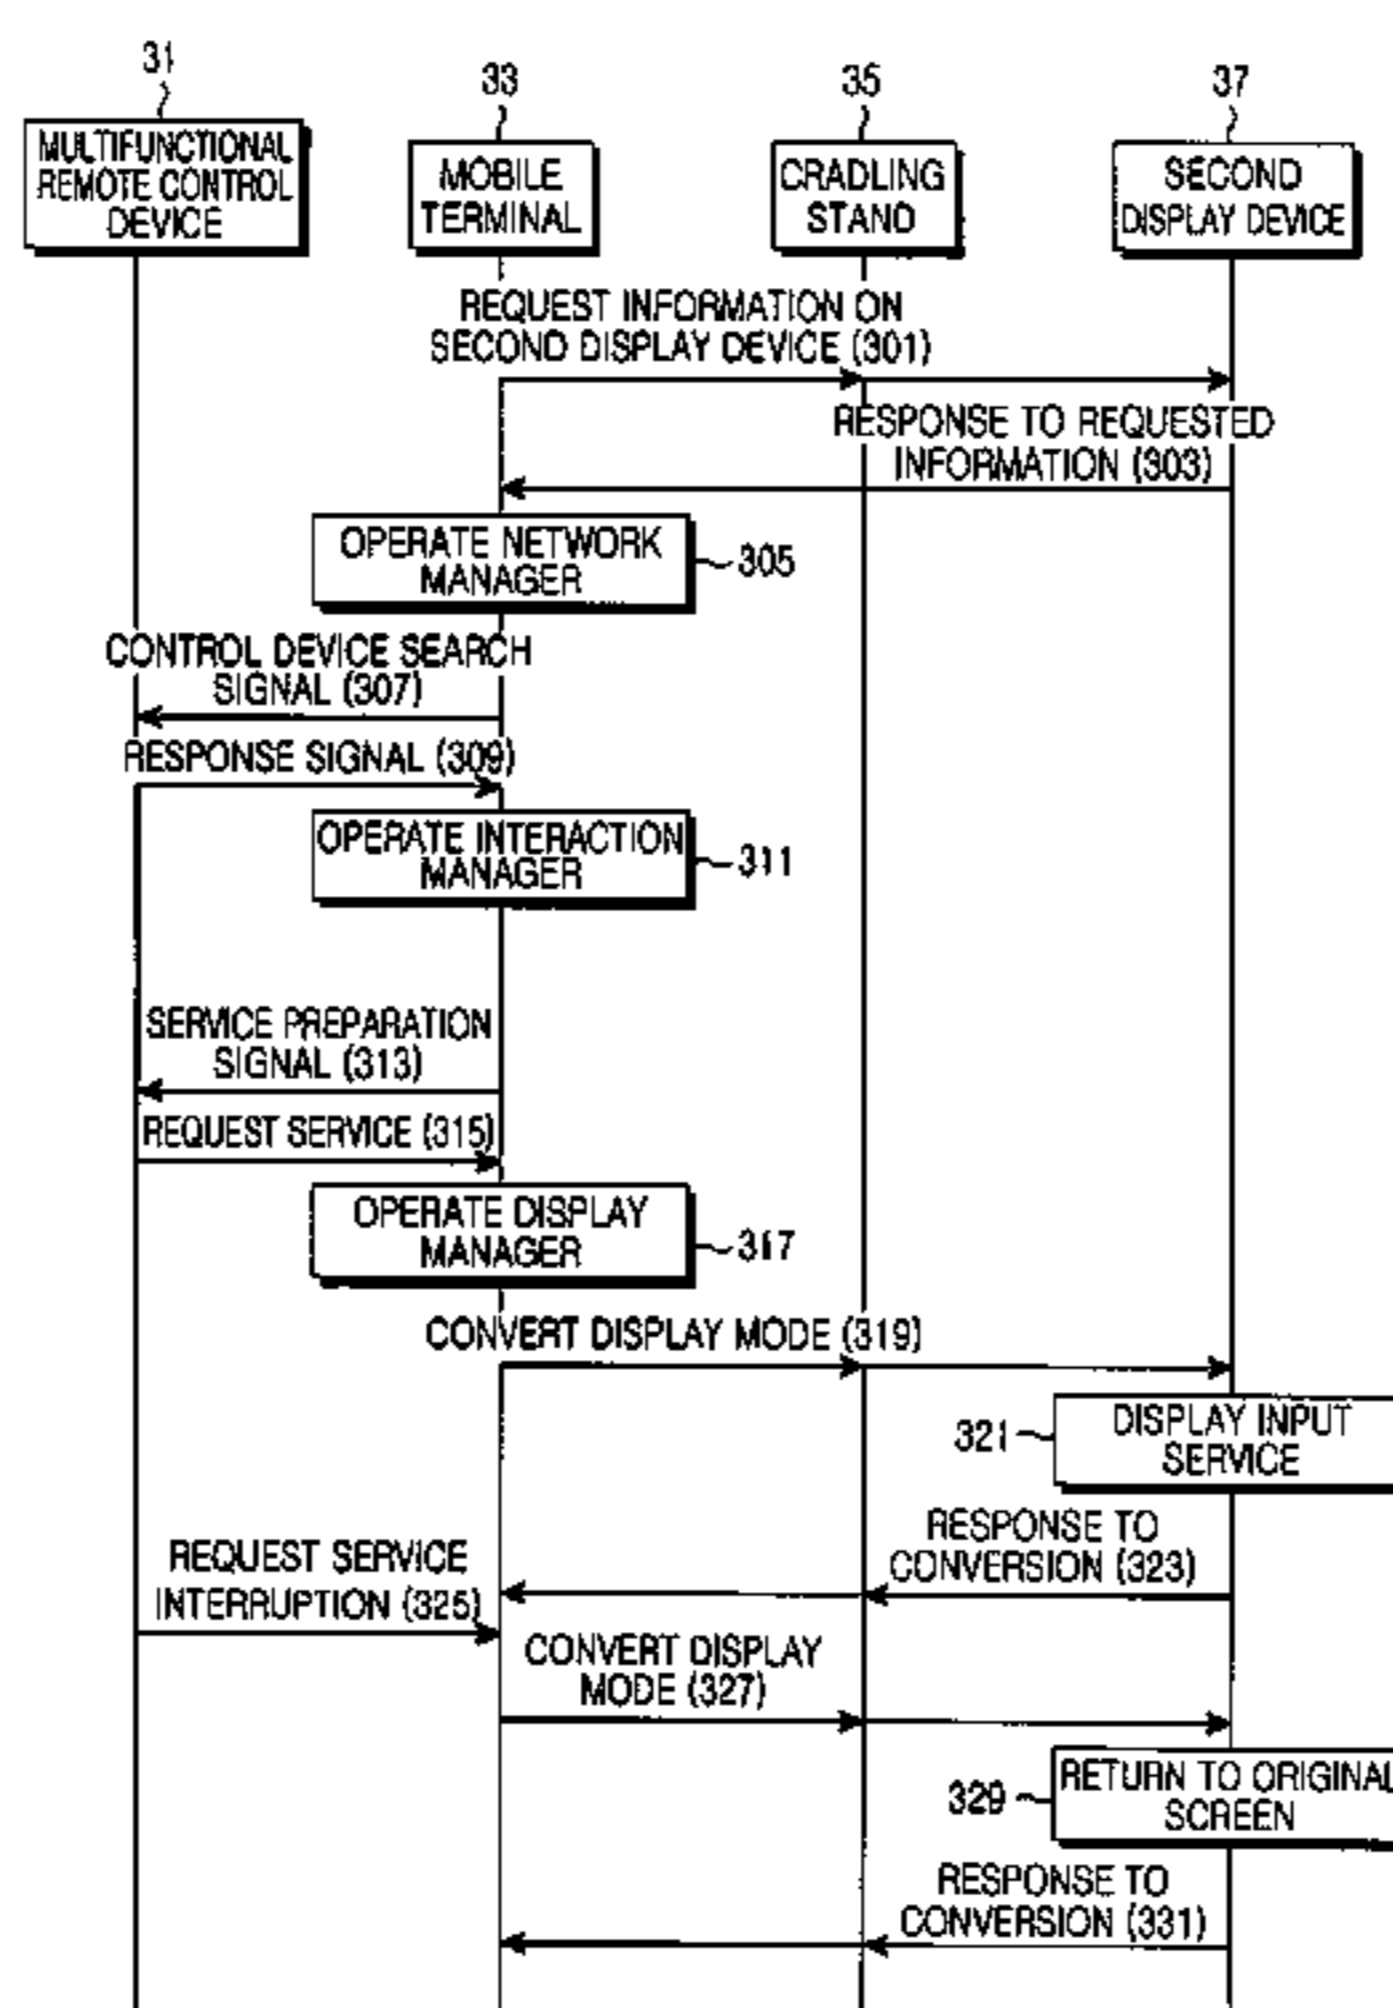 31
33
35
37
MULTIFUNCTIONAL
REMOTE CONTROL
DEVICE
MOBILE
TERMINAL
CRADLING
STAND
SECOND
DISPLAY DEVICE
REQUEST INFORMATION ON
SECOND DISPLAY DEVICE (301)
RESPONSE TO REQUESTED
INFORMATION (303)
OPERATE NETWORK
MANAGER
305
CONTROL DEVICE SEARCH
SIGNAL (307)
RESPONSE SIGNAL (309)
OPERATE INTERACTION
MANAGER
311
SERVICE PREPARATION
SIGNAL (313)
REQUEST SERVICE (315)
OPERATE DISPLAY
MANAGER
317
CONVERT DISPLAY MODE (319)
321
DISPLAY INPUT
SERVICE
RESPONSE TO
CONVERSION (323)
REQUEST SERVICE
INTERRUPTION (325)
CONVERT DISPLAY
MODE (327)
329
RETURN TO ORIGINAL
SCREEN
RESPONSE TO
CONVERSION (331)